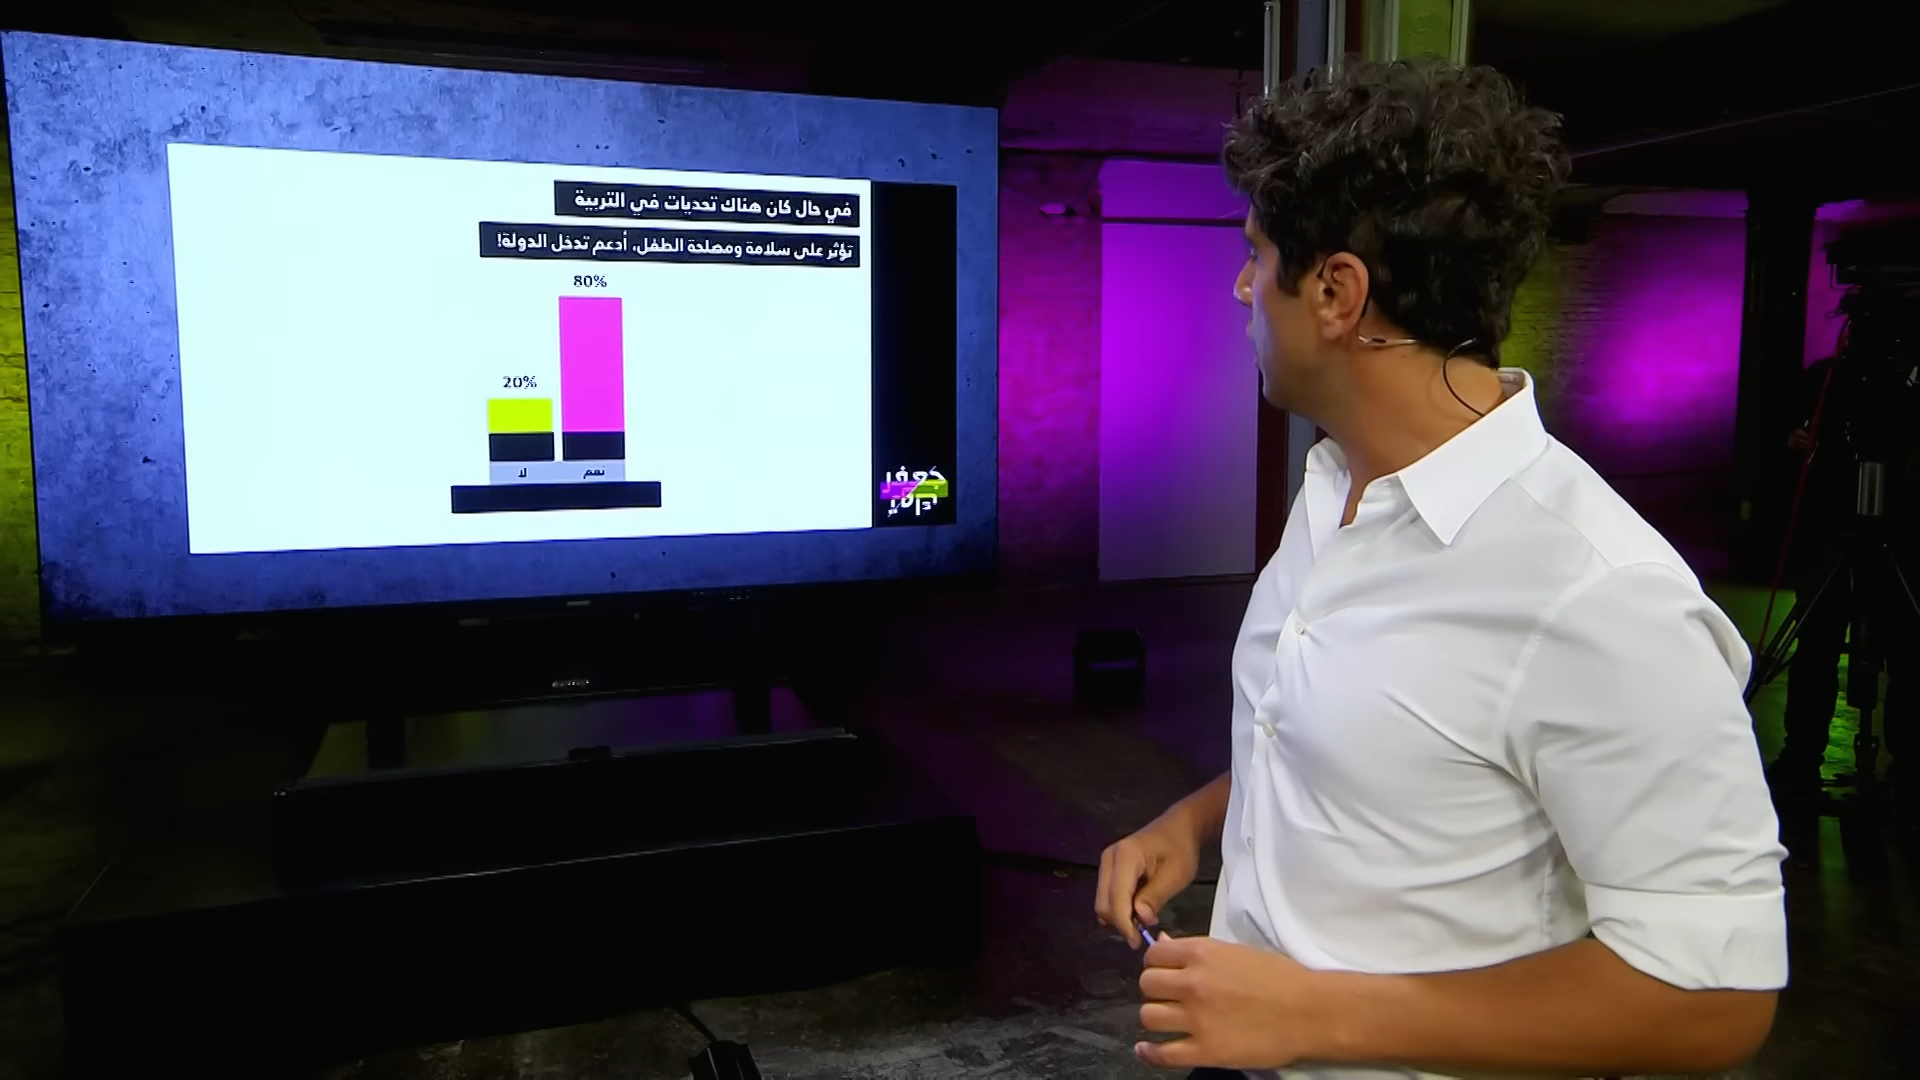 في حال كان هناك تحديات في التربية
تؤثر على سلامة ومصلحة الطفل، أدعم تدخل الدولة!
80%
20%
نعم
لا
جعفر